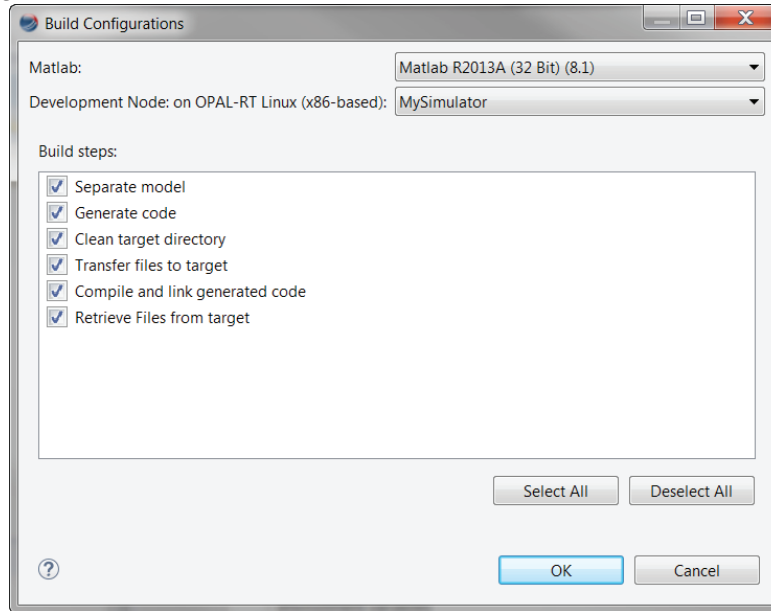 Build Configurations
Matlab: Matlab R2013A (32 Bit) (8.1)
Development Node: on OPAL-RT Linux (x86-based): MySimulator
Build steps:
Separate model
Generate code
Clean target directory
Transfer files to target
Compile and link generated code
Retrieve Files from target
Select All Deselect All
? OK Cancel